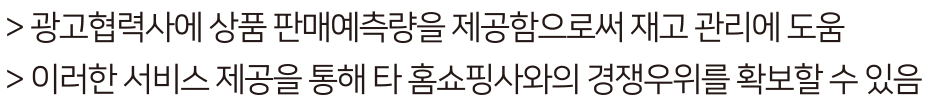 > 광고협력사에 상품 판매예측량을 제공함으로써 재고 관리에 도움
> 이러한 서비스 제공을 통해 타 홈쇼핑사와의 경쟁우위를 확보할 수 있음